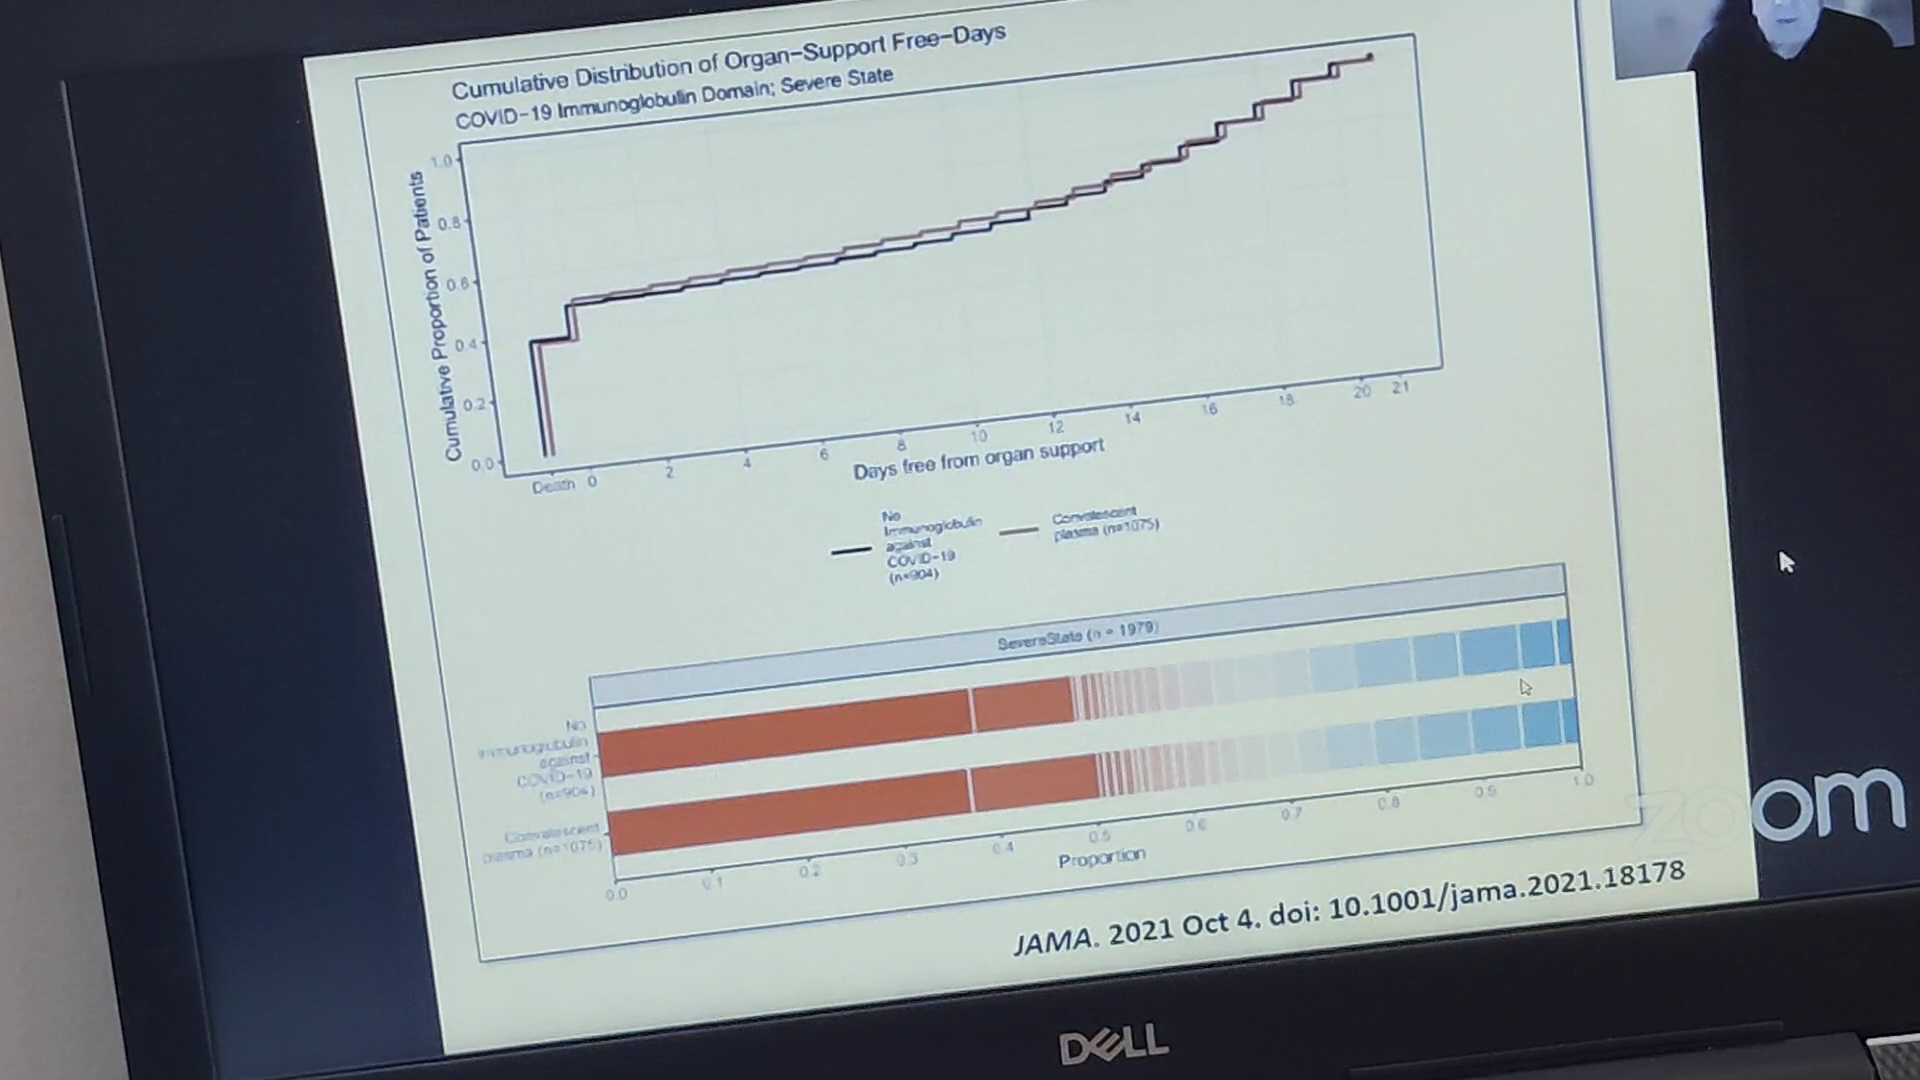 Cumulative Distribution of Organ-Support Free-Days
COVID-19 Immunoglobulin Domain; Severe State
Cumulative Proportion of Patients
1.0
0.8
0.6
0.4
0.2
0.0
Death 0 2 4 6 8 10 12 14 16 18 20 21
Days free from organ support
No
Immunoglobulin
against
COVID-19
(n=904)
Convalescent
plasma (n=1075)
SevereState (n = 1979)
No
Immunoglobulin
against
COVID-19
(n=904)
Convalescent
plasma (n=1075)
0.0 0.1 0.2 0.3 0.4 0.5 0.6 0.7 0.8 0.9 1.0
Proportion
JAMA. 2021 Oct 4. doi: 10.1001/jama.2021.18178
zoom
DELL